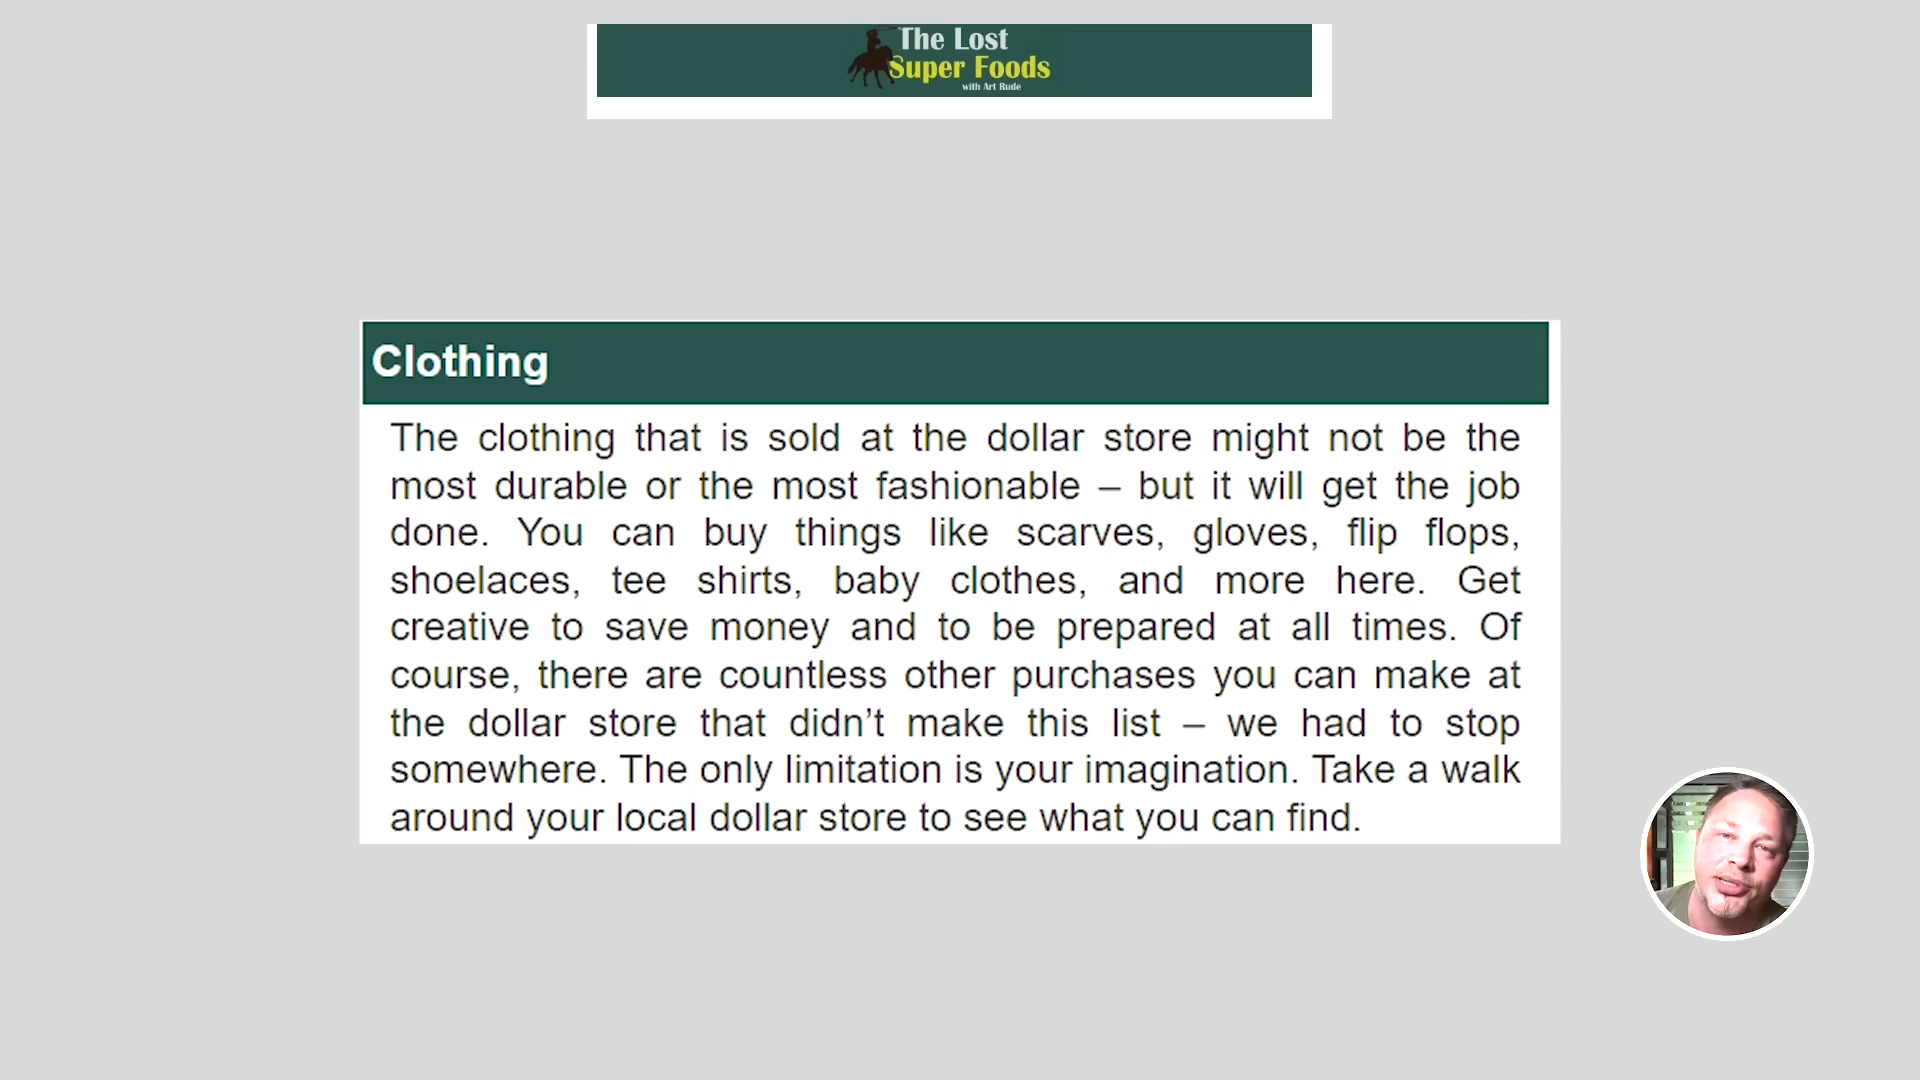 The Lost
Super Foods
with Art Rude
Clothing
The clothing that is sold at the dollar store might not be the
most durable or the most fashionable – but it will get the job
done. You can buy things like scarves, gloves, flip flops,
shoelaces, tee shirts, baby clothes, and more here. Get
creative to save money and to be prepared at all times. Of
course, there are countless other purchases you can make at
the dollar store that didn’t make this list – we had to stop
somewhere. The only limitation is your imagination. Take a walk
around your local dollar store to see what you can find.